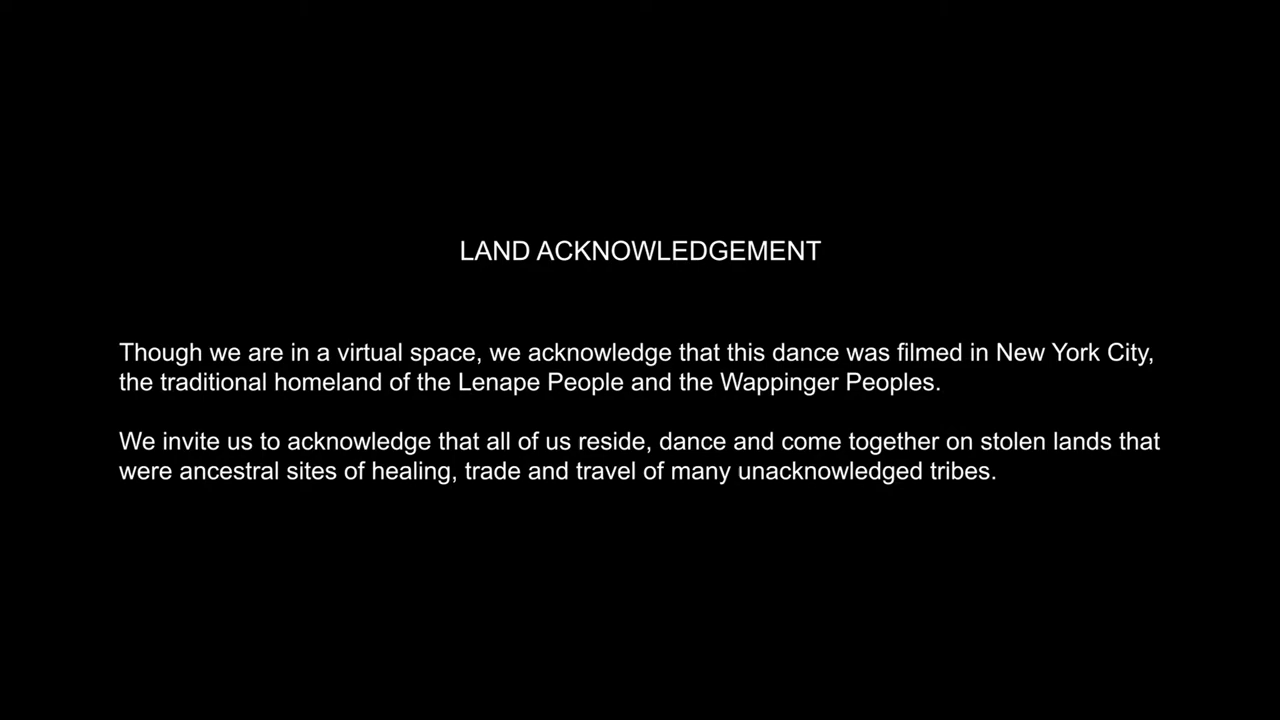 LAND ACKNOWLEDGEMENT
Though we are in a virtual space, we acknowledge that this dance was filmed in New York City,
the traditional homeland of the Lenape People and the Wappinger Peoples.
We invite us to acknowledge that all of us reside, dance and come together on stolen lands that
were ancestral sites of healing, trade and travel of many unacknowledged tribes.